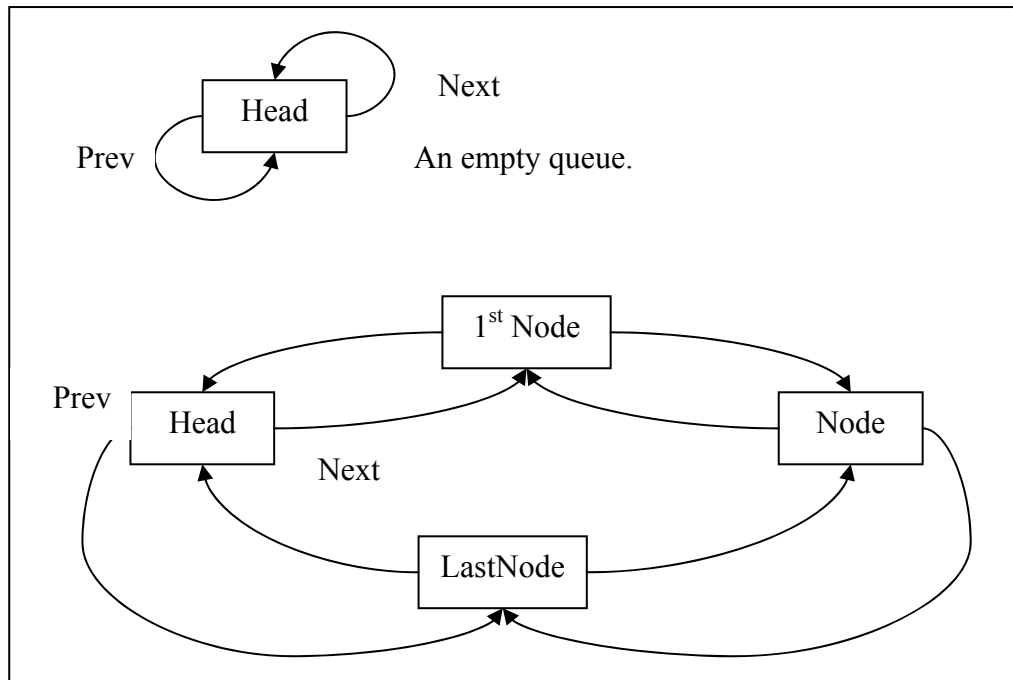 Next
Head
Prev
An empty queue.
1st Node
Prev
Head
Node
Next
LastNode